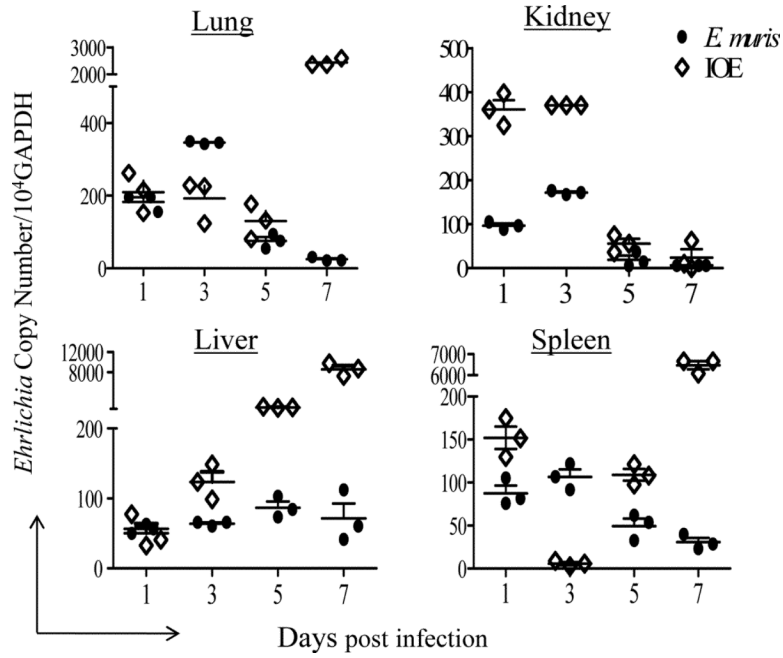 Lung
Kidney
E. muris
IOE
3000
2000
400
200
0
1 3 5 7
500
400
300
200
100
0
1 3 5 7
Liver
Spleen
12000
8000
200
100
0
1 3 5 7
7000
6000
200
150
100
50
0
1 3 5 7
Ehrlichia Copy Number/10⁴GAPDH
Days post infection